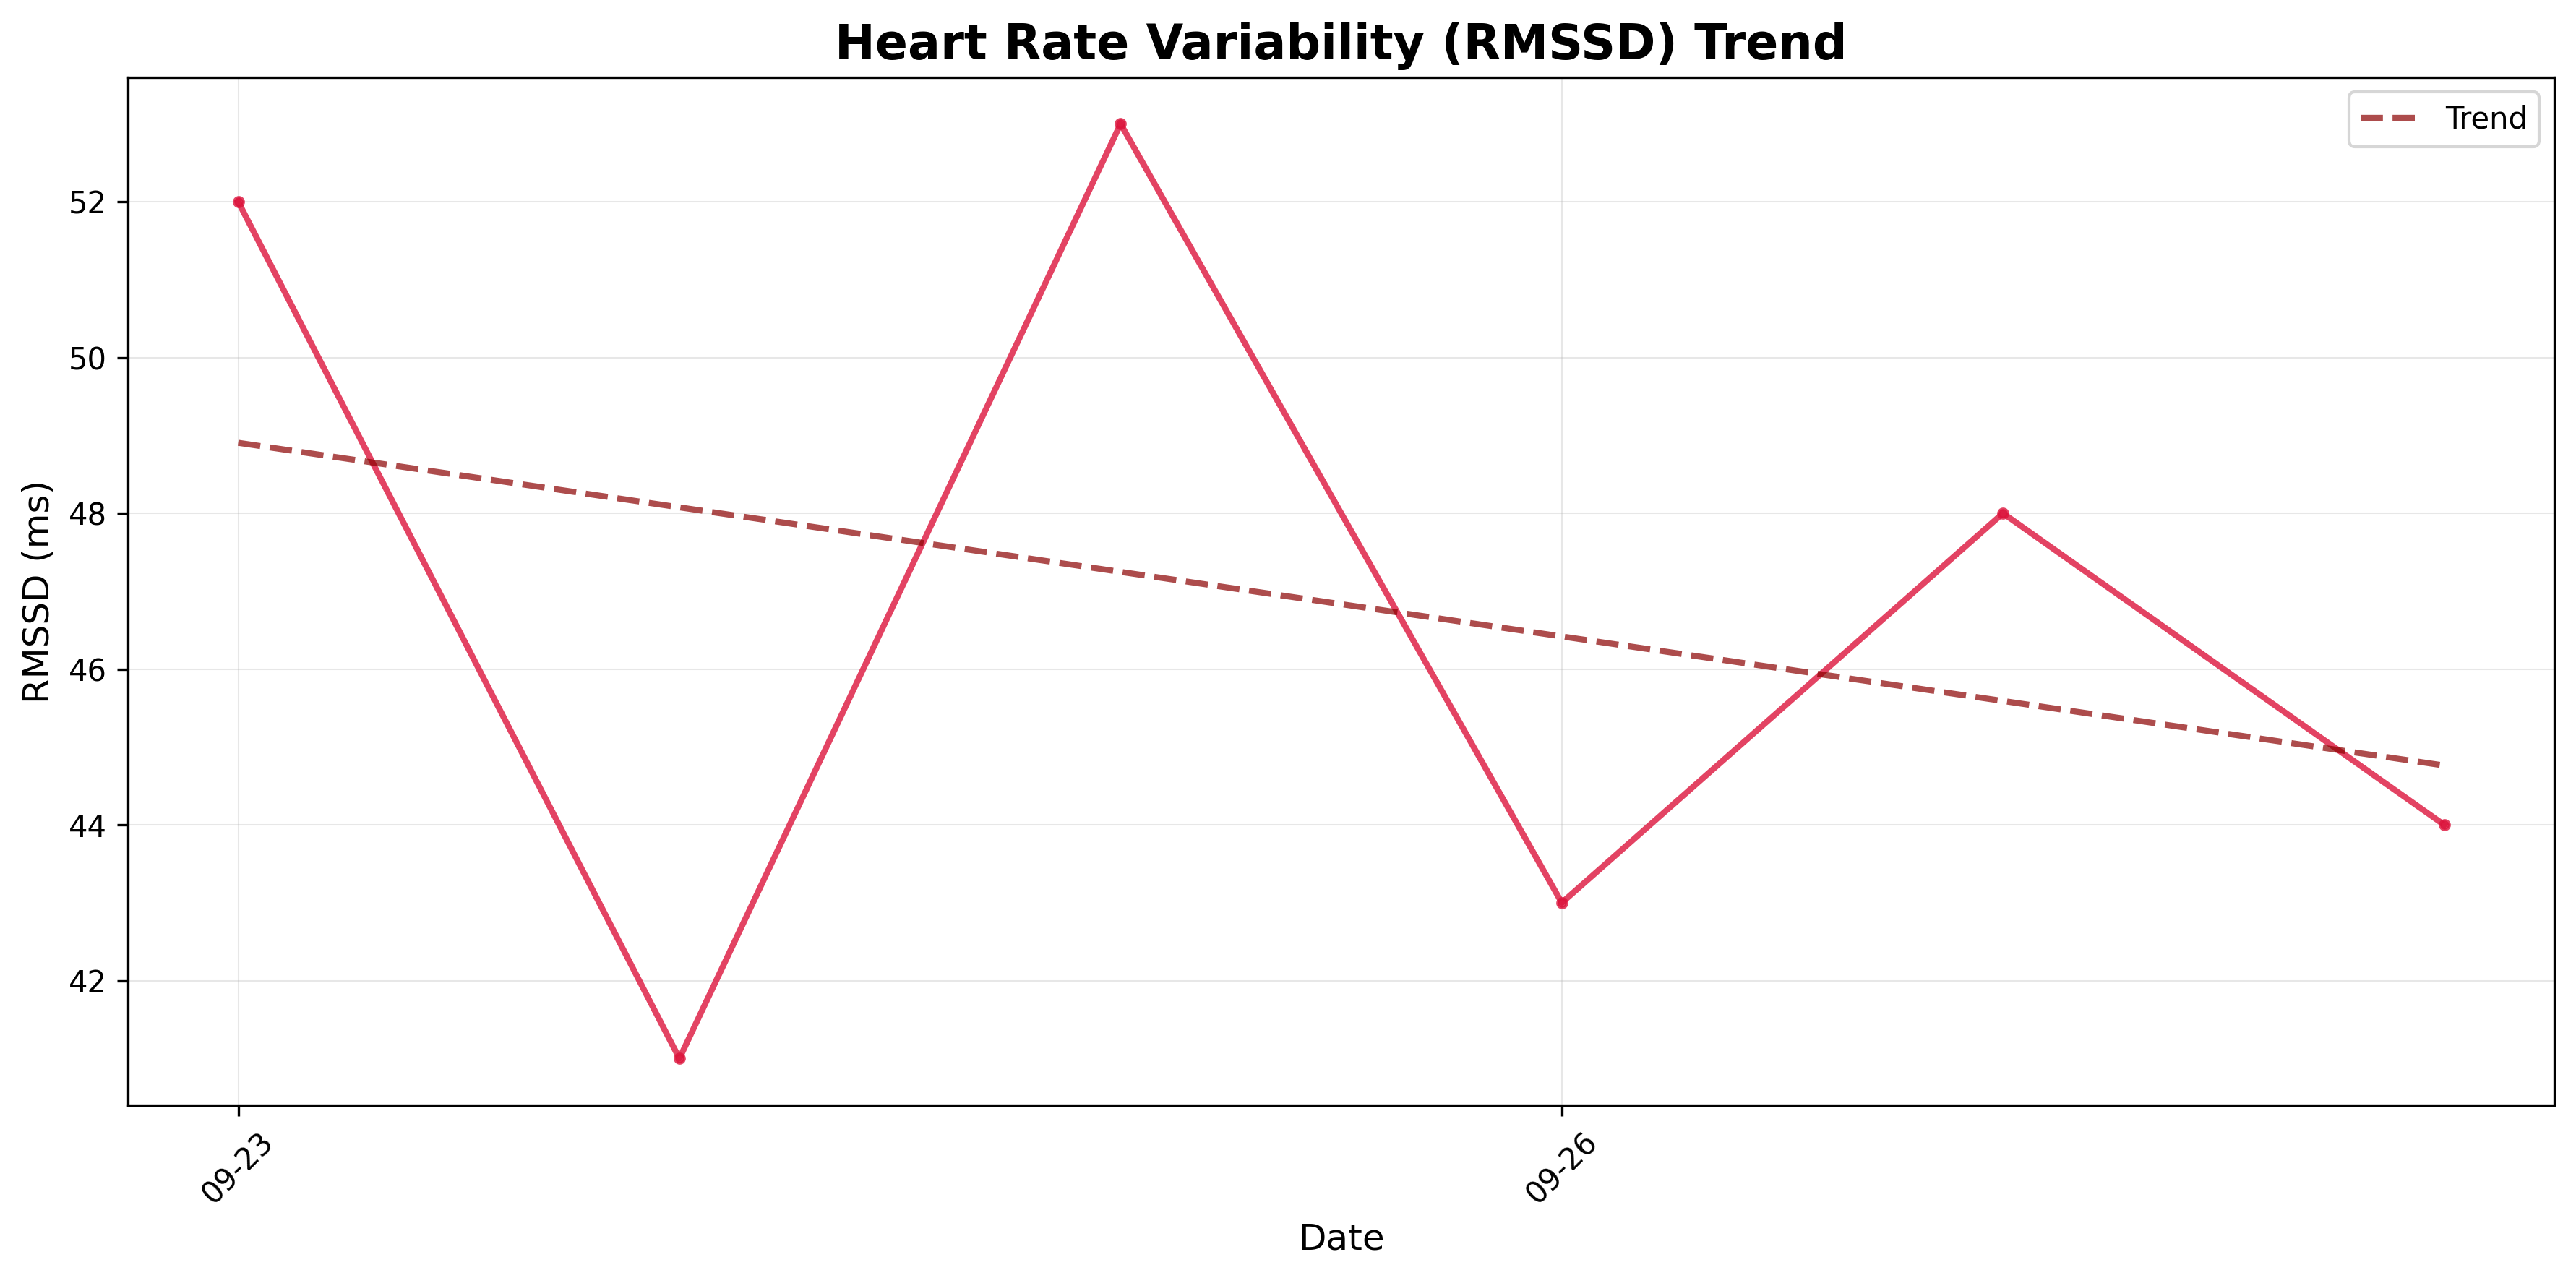 Heart Rate Variability (RMSSD) Trend
Trend
RMSSD (ms)
52
50
48
46
44
42
09-23
09-26
Date